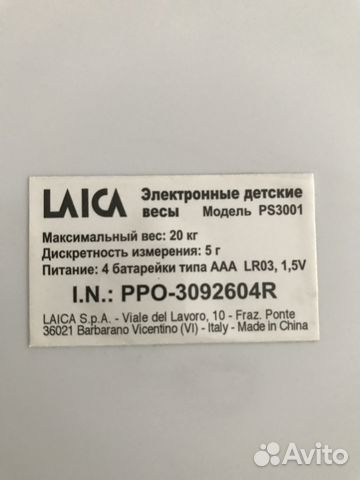 LAICA Электронные детские
весы Модель PS3001
Максимальный вес: 20 кг
Дискретность измерения: 5 г
Питание: 4 батарейки типа ААА LR03, 1,5V
I.N.: PPO-3092604R
LAICA S.p.A. - Viale del Lavoro, 10 - Fraz. Ponte
36021 Barbarano Vicentino (VI) - Italy - Made in China
Avito